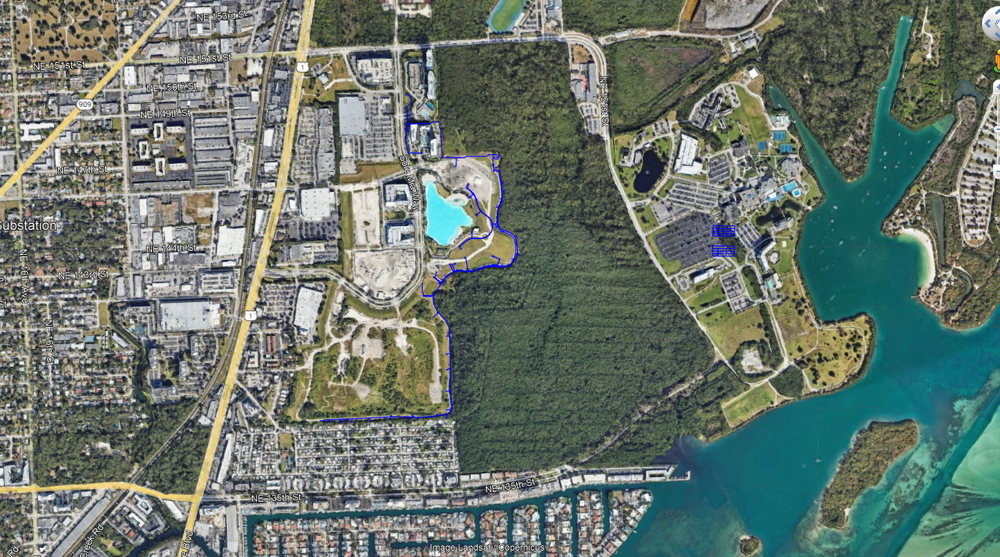 NE 153rd St
NE 151st St
NE 151st St
1
NE 150th St
909
NE 149th St
NE 151st St
NE 147th St
Sole Mia Way
Substation
NE 144th St
NE 16th Ave
NE 143rd St
St
1
NE 16th Ct
NE 135th St
NE 135th St
Creek Rd
Blvd
Rd
Image Landsat / Copernicus